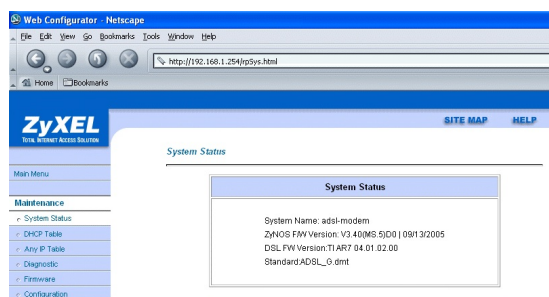 Web Configurator - Netscape
File Edit View Go Bookmarks Tools Window Help
http://192.168.1.254/rpSys.html
Home Bookmarks
ZyXEL
TOTAL INTERNET ACCESS SOLUTION
SITE MAP HELP
System Status
Main Menu
System Status
Maintenance
System Status
DHCP Table
Any IP Table
Diagnostic
Firmware
Configuration
System Name: adsl-modem
ZyNOS F/W Version: V3.40(MS.5)D0 | 09/13/2005
DSL FW Version:TI AR7 04.01.02.00
Standard:ADSL_G.dmt